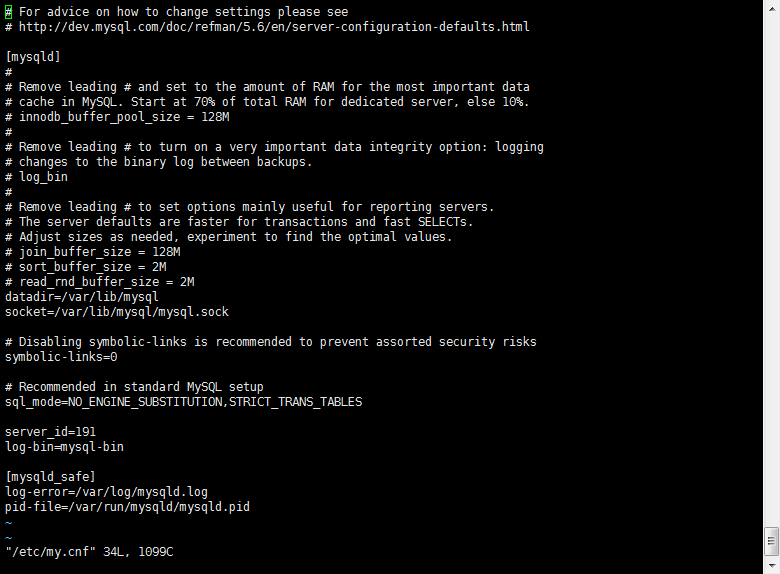 # For advice on how to change settings please see
# http://dev.mysql.com/doc/refman/5.6/en/server-configuration-defaults.html
[mysqld]
#
# Remove leading # and set to the amount of RAM for the most important data
# cache in MySQL. Start at 70% of total RAM for dedicated server, else 10%.
# innodb_buffer_pool_size = 128M
#
# Remove leading # to turn on a very important data integrity option: logging
# changes to the binary log between backups.
# log_bin
#
# Remove leading # to set options mainly useful for reporting servers.
# The server defaults are faster for transactions and fast SELECTs.
# Adjust sizes as needed, experiment to find the optimal values.
# join_buffer_size = 128M
# sort_buffer_size = 2M
# read_rnd_buffer_size = 2M
datadir=/var/lib/mysql
socket=/var/lib/mysql/mysql.sock
# Disabling symbolic-links is recommended to prevent assorted security risks
symbolic-links=0
# Recommended in standard MySQL setup
sql_mode=NO_ENGINE_SUBSTITUTION,STRICT_TRANS_TABLES
server_id=191
log-bin=mysql-bin
[mysqld_safe]
log-error=/var/log/mysqld.log
pid-file=/var/run/mysqld/mysqld.pid
~
~
"/etc/my.cnf" 34L, 1099C